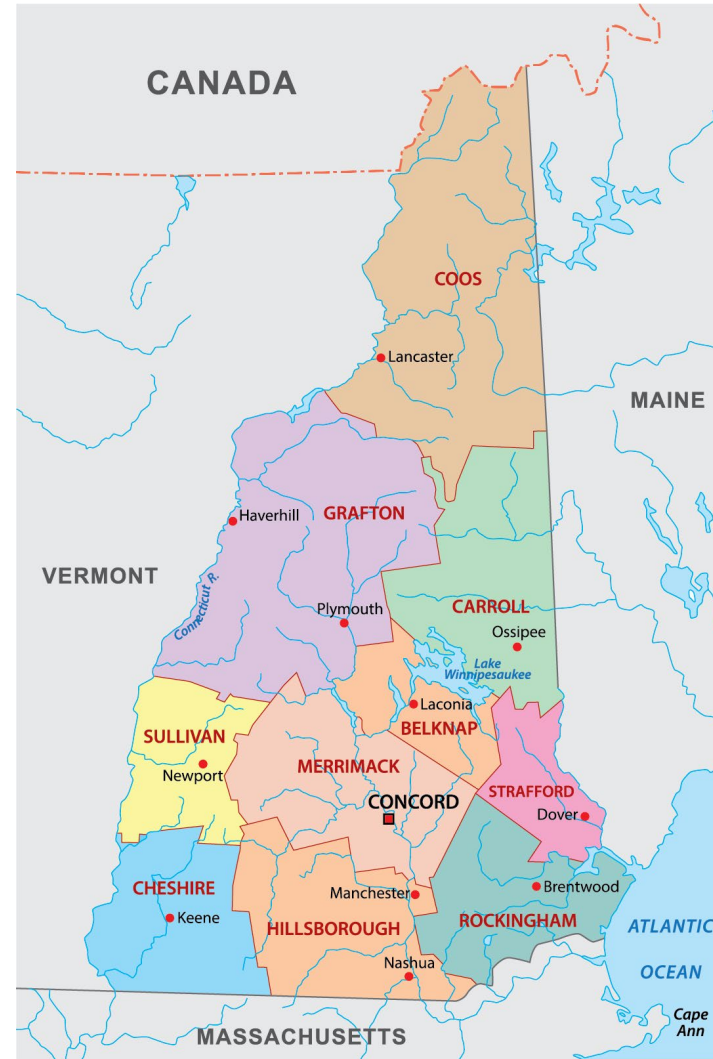 CANADA
COOS
Lancaster
MAINE
Haverhill
GRAFTON
VERMONT
Connecticut R.
Plymouth
CARROLL
Ossipee
Lake
Winnipesaukee
Laconia
BELKNAP
SULLIVAN
Newport
MERRIMACK
STRAFFORD
CONCORD
Dover
CHESHIRE
Keene
Manchester
Brentwood
HILLSBOROUGH
ROCKINGHAM
ATLANTIC
OCEAN
Nashua
Cape
Ann
MASSACHUSETTS